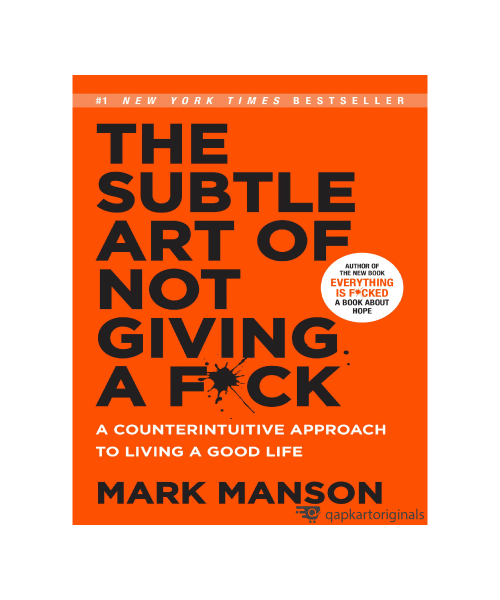 #1 NEW YORK TIMES BESTSELLER
THE
SUBTLE
ART OF
NOT
GIVING
A F*CK
AUTHOR OF
THE NEW BOOK
EVERYTHING
IS F*CKED
A BOOK ABOUT
HOPE
A COUNTERINTUITIVE APPROACH
TO LIVING A GOOD LIFE
MARK MANSON
qapkartoriginals